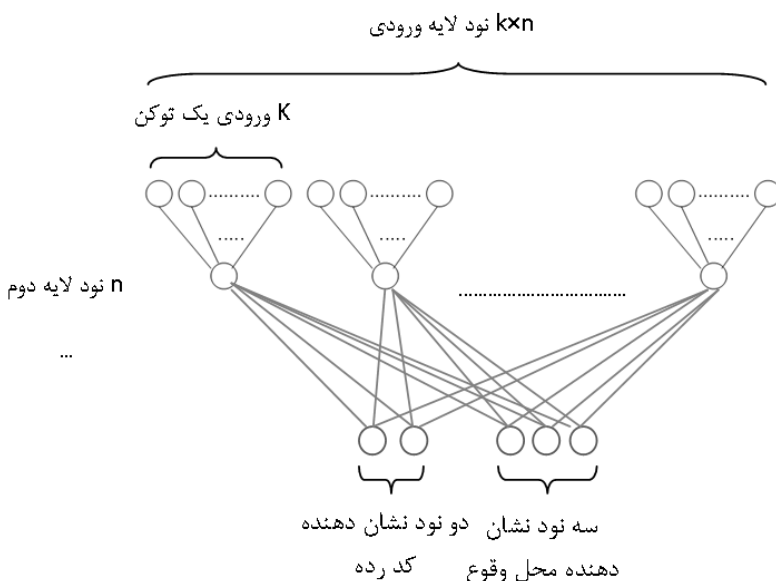 k×n نود لایه ورودی
K ورودی یک توکن
n نود لایه دوم
...
دو نود نشان دهنده
کد رده
سه نود نشان
دهنده محل وقوع